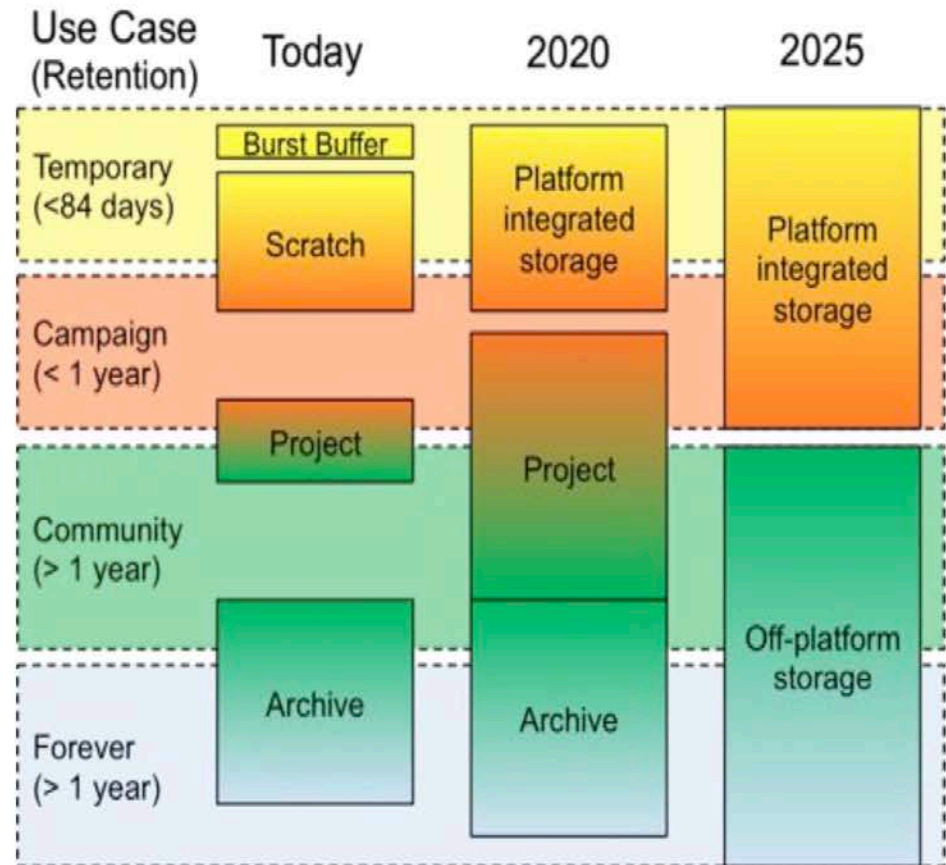 Use Case
(Retention)
Today
2020
2025
Temporary
(<84 days)
Burst Buffer
Scratch
Platform
integrated
storage
Platform
integrated
storage
Campaign
(< 1 year)
Project
Project
Community
(> 1 year)
Archive
Archive
Off-platform
storage
Forever
(> 1 year)